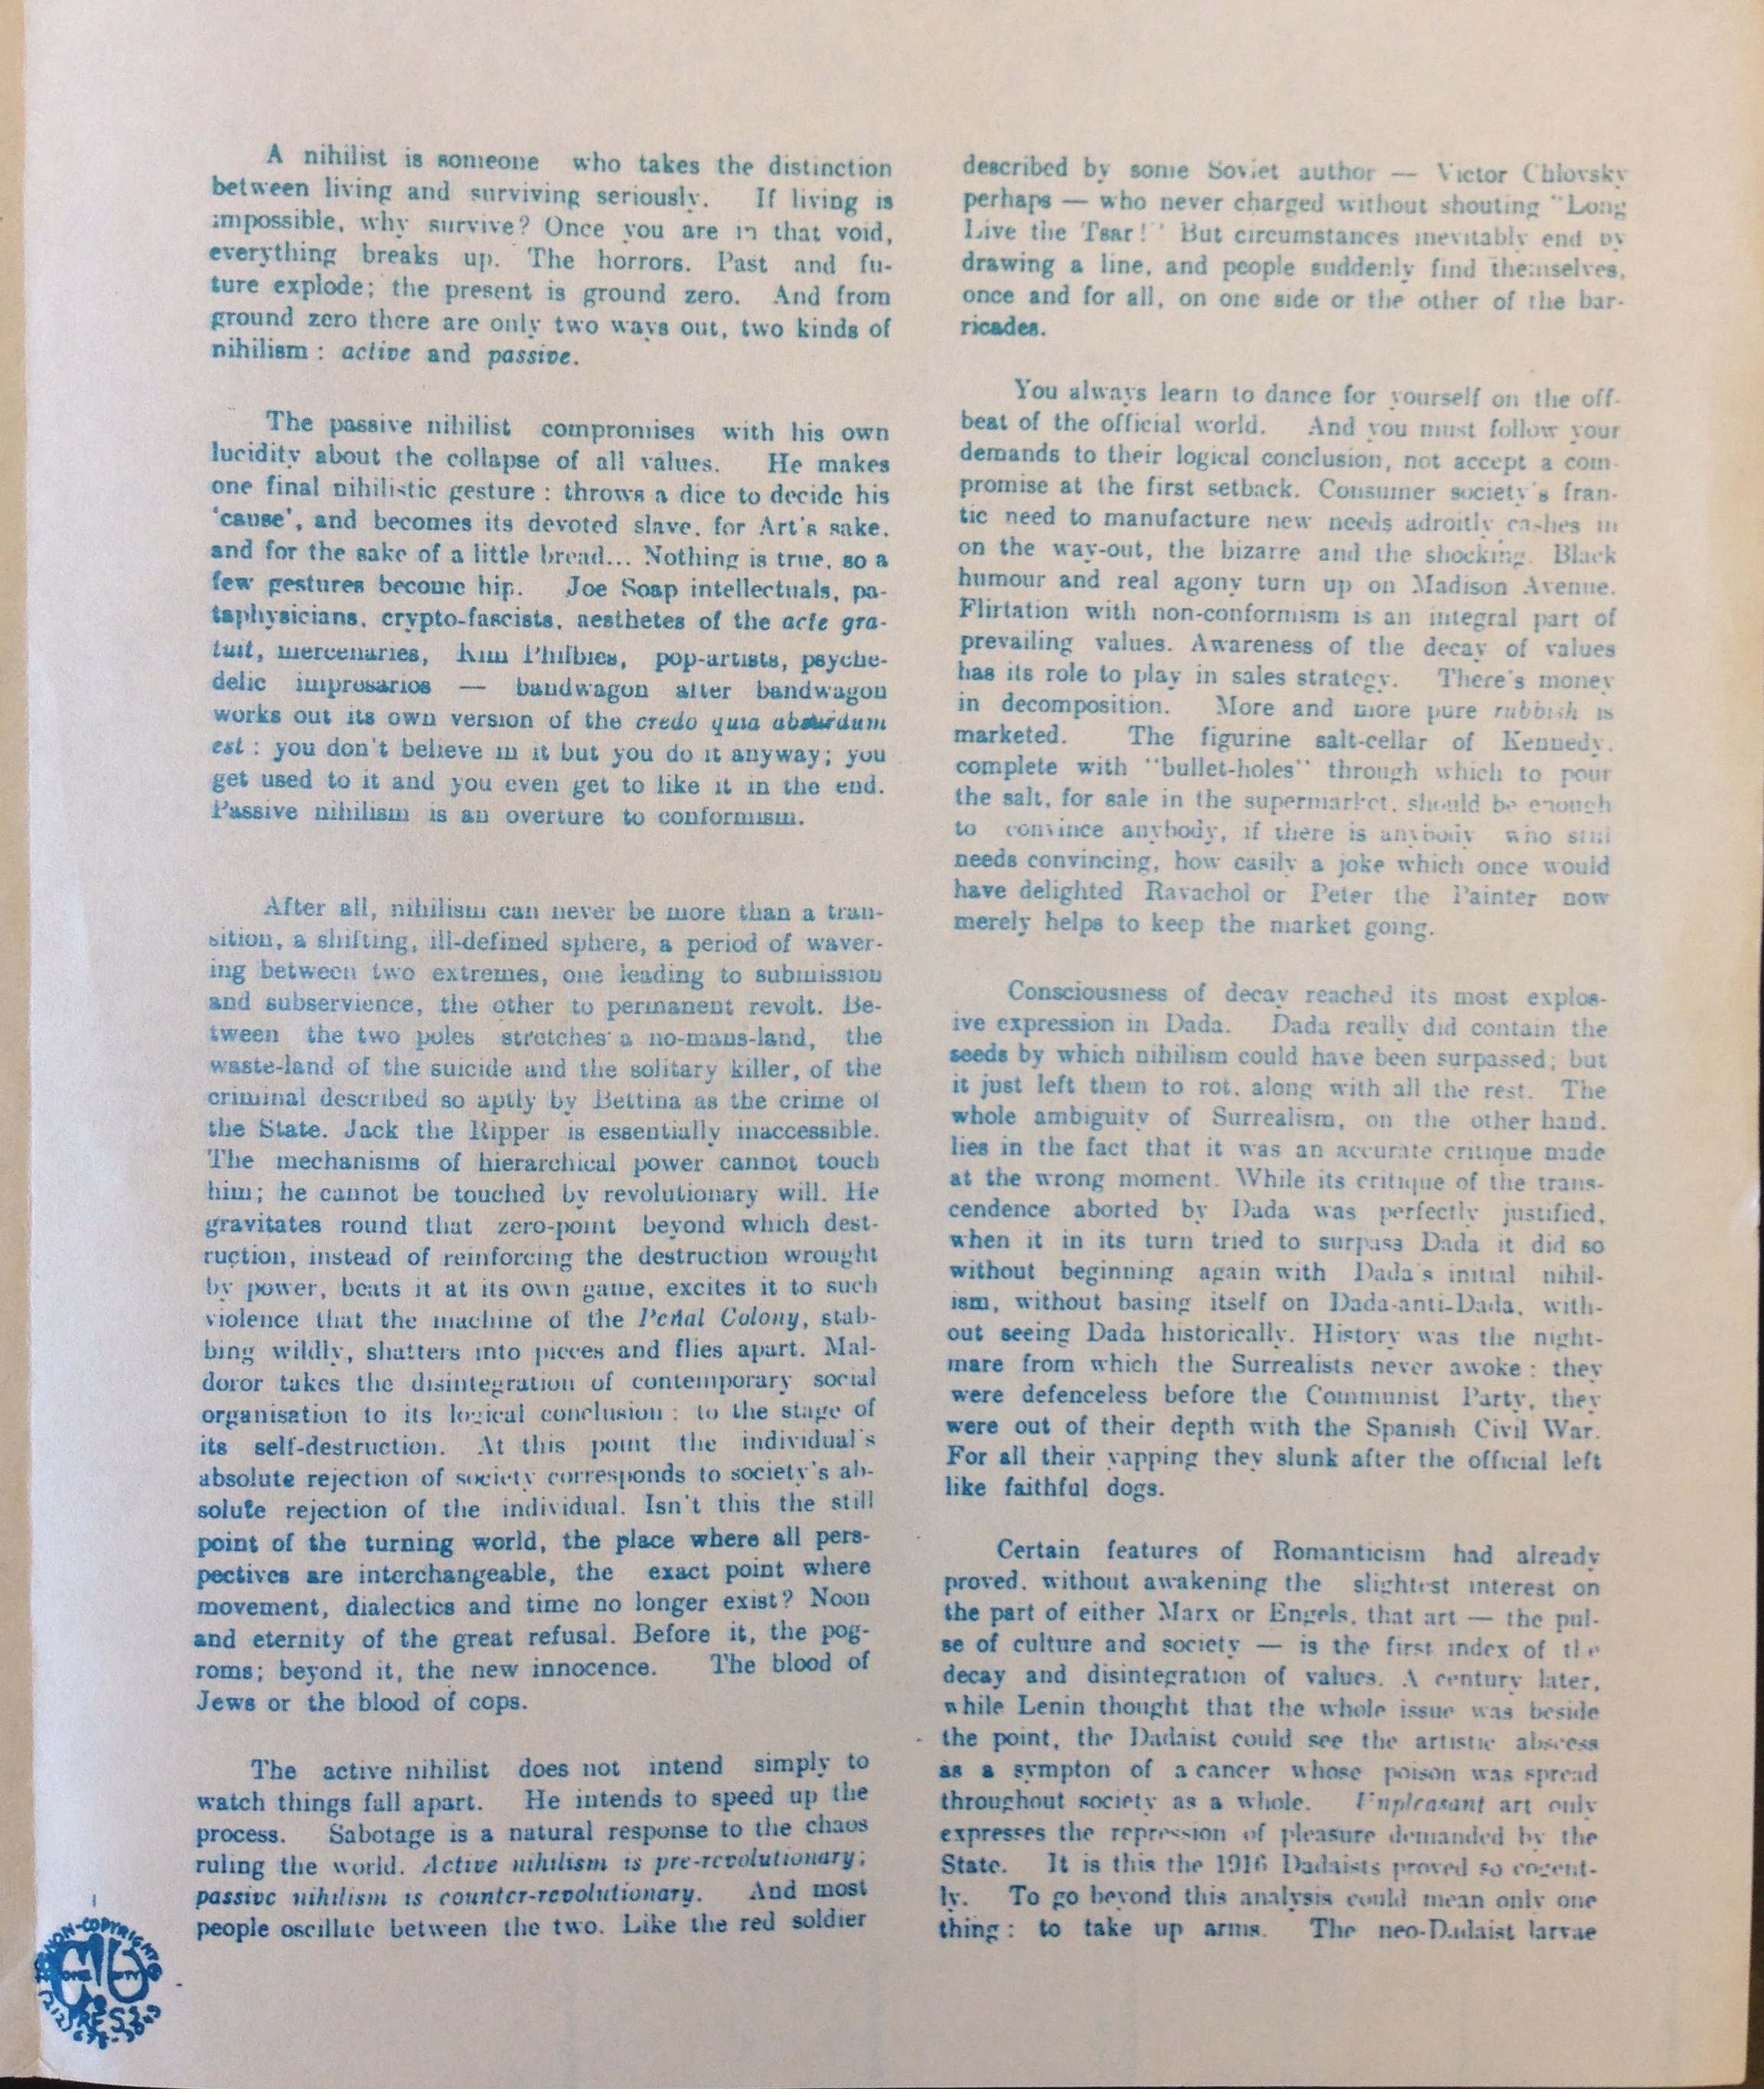 A nihilist is someone who takes the distinction
between living and surviving seriously. If living is
impossible, why survive? Once you are in that void,
everything breaks up. The horrors. Past and fu-
ture explode; the present is ground zero. And from
ground zero there are only two ways out, two kinds of
nihilism : active and passive.
The passive nihilist compromises with his own
lucidity about the collapse of all values. He makes
one final nihilistic gesture : throws a dice to decide his
'cause', and becomes its devoted slave, for Art's sake,
and for the sake of a little bread... Nothing is true, so a
few gestures become hip. Joe Soap intellectuals, pa-
taphysicians, crypto-fascists, aesthetes of the acte gra-
tuit, mercenaries, Kim Philbies, pop-artists, psyche-
delic impresarios — bandwagon after bandwagon
works out its own version of the credo quia absurdum
est : you don't believe in it but you do it anyway; you
get used to it and you even get to like it in the end.
Passive nihilism is an overture to conformism.
After all, nihilism can never be more than a tran-
sition, a shifting, ill-defined sphere, a period of waver-
ing between two extremes, one leading to submission
and subservience, the other to permanent revolt. Be-
tween the two poles stretches a no-mans-land, the
waste-land of the suicide and the solitary killer, of the
criminal described so aptly by Bettina as the crime of
the State. Jack the Ripper is essentially inaccessible.
The mechanisms of hierarchical power cannot touch
him; he cannot be touched by revolutionary will. He
gravitates round that zero-point beyond which dest-
ruction, instead of reinforcing the destruction wrought
by power, beats it at its own game, excites it to such
violence that the machine of the Penal Colony, stab-
bing wildly, shatters into pieces and flies apart. Mal-
doror takes the disintegration of contemporary social
organisation to its logical conclusion : to the stage of
its self-destruction. At this point the individual's
absolute rejection of society corresponds to society's ab-
solute rejection of the individual. Isn't this the still
point of the turning world, the place where all pers-
pectives are interchangeable, the exact point where
movement, dialectics and time no longer exist? Noon
and eternity of the great refusal. Before it, the pog-
roms; beyond it, the new innocence. The blood of
Jews or the blood of cops.
The active nihilist does not intend simply to
watch things fall apart. He intends to speed up the
process. Sabotage is a natural response to the chaos
ruling the world. Active nihilism is pre-revolutionary;
passive nihilism is counter-revolutionary. And most
people oscillate between the two. Like the red soldier
described by some Soviet author — Victor Chlovsky
perhaps — who never charged without shouting "Long
Live the Tsar!" But circumstances inevitably end by
drawing a line, and people suddenly find themselves,
once and for all, on one side or the other of the bar-
ricades.
You always learn to dance for yourself on the off-
beat of the official world. And you must follow your
demands to their logical conclusion, not accept a com-
promise at the first setback. Consumer society's fran-
tic need to manufacture new needs adroitly cashes in
on the way-out, the bizarre and the shocking. Black
humour and real agony turn up on Madison Avenue.
Flirtation with non-conformism is an integral part of
prevailing values. Awareness of the decay of values
has its role to play in sales strategy. There's money
in decomposition. More and more pure rubbish is
marketed. The figurine salt-cellar of Kennedy,
complete with "bullet-holes" through which to pour
the salt, for sale in the supermarket, should be enough
to convince anybody, if there is anybody who still
needs convincing, how easily a joke which once would
have delighted Ravachol or Peter the Painter now
merely helps to keep the market going.
Consciousness of decay reached its most explos-
ive expression in Dada. Dada really did contain the
seeds by which nihilism could have been surpassed; but
it just left them to rot, along with all the rest. The
whole ambiguity of Surrealism, on the other hand,
lies in the fact that it was an accurate critique made
at the wrong moment. While its critique of the trans-
cendence aborted by Dada was perfectly justified,
when it in its turn tried to surpass Dada it did so
without beginning again with Dada's initial nihil-
ism, without basing itself on Dada-anti-Dada, with-
out seeing Dada historically. History was the night-
mare from which the Surrealists never awoke : they
were defenceless before the Communist Party, they
were out of their depth with the Spanish Civil War.
For all their yapping they slunk after the official left
like faithful dogs.
Certain features of Romanticism had already
proved, without awakening the slightest interest on
the part of either Marx or Engels, that art — the pul-
se of culture and society — is the first index of the
decay and disintegration of values. A century later,
while Lenin thought that the whole issue was beside
the point, the Dadaist could see the artistic abscess
as a sympton of a cancer whose poison was spread
throughout society as a whole. Unpleasant art only
expresses the repression of pleasure demanded by the
State. It is this the 1916 Dadaists proved so cogent-
ly. To go beyond this analysis could mean only one
thing : to take up arms. The neo-Dadaist larvae
NON-COPYRIGHT
PRESS